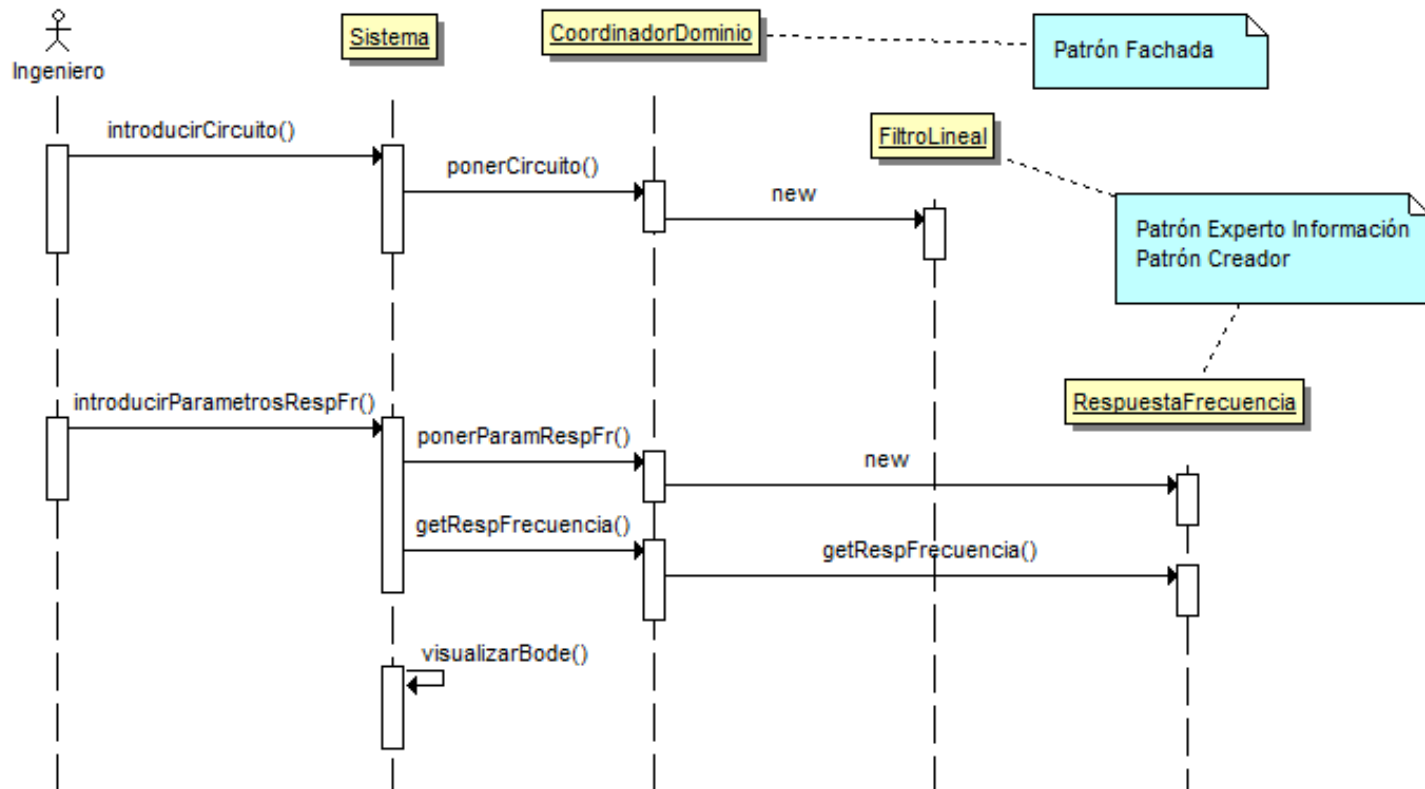 Ingeniero
Sistema
CoordinadorDominio
Patrón Fachada
introducirCircuito()
FiltroLineal
ponerCircuito()
new
Patrón Experto Información
Patrón Creador
introducirParametrosRespFr()
RespuestaFrecuencia
ponerParamRespFr()
new
getRespFrecuencia()
getRespFrecuencia()
visualizarBode()